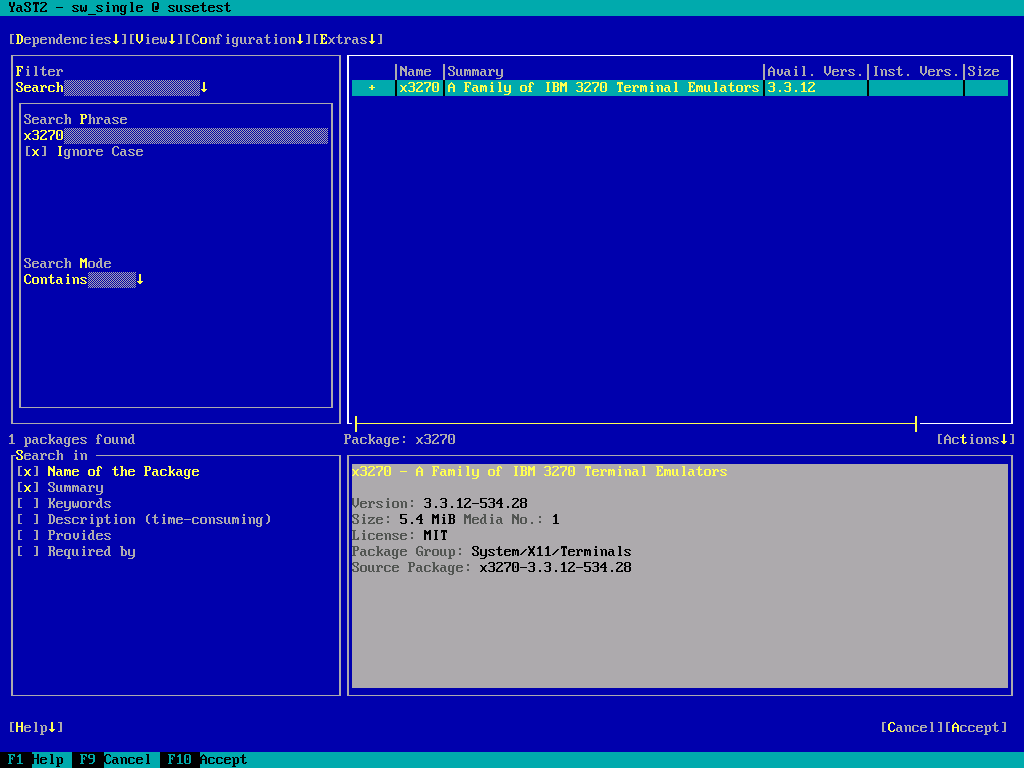 YaST2 - sw_single @ susetest
[Dependencies↓][View↓][Configuration↓][Extras↓]
Filter
Search↓
Search Phrase
x3270
[x] Ignore Case
Search Mode
Contains↓
|Name |Summary |Avail. Vers.|Inst. Vers.|Size
+ |x3270|A Family of IBM 3270 Terminal Emulators|3.3.12
1 packages found
Package: x3270
[Actions↓]
Search in
[x] Name of the Package
[x] Summary
[ ] Keywords
[ ] Description (time-consuming)
[ ] Provides
[ ] Required by
x3270 - A Family of IBM 3270 Terminal Emulators
Version: 3.3.12-534.28
Size: 5.4 MiB Media No.: 1
License: MIT
Package Group: System/X11/Terminals
Source Package: x3270-3.3.12-534.28
[Help↓]
[Cancel][Accept]
F1 Help F9 Cancel F10 Accept